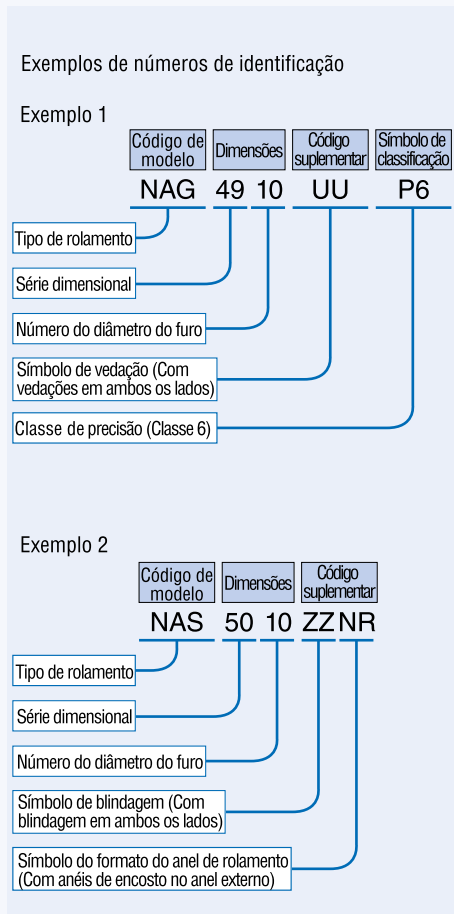 Exemplos de números de identificação
Exemplo 1
Código de modelo
Dimensões
Código suplementar
Símbolo de classificação
NAG 49 10 UU P6
Tipo de rolamento
Série dimensional
Número do diâmetro do furo
Símbolo de vedação (Com
vedações em ambos os lados)
Classe de precisão (Classe 6)
Exemplo 2
Código de modelo
Dimensões
Código suplementar
NAS 50 10 ZZ NR
Tipo de rolamento
Série dimensional
Número do diâmetro do furo
Símbolo de blindagem (Com
blindagem em ambos os lados)
Símbolo do formato do anel de rolamento
(Com anéis de encosto no anel externo)